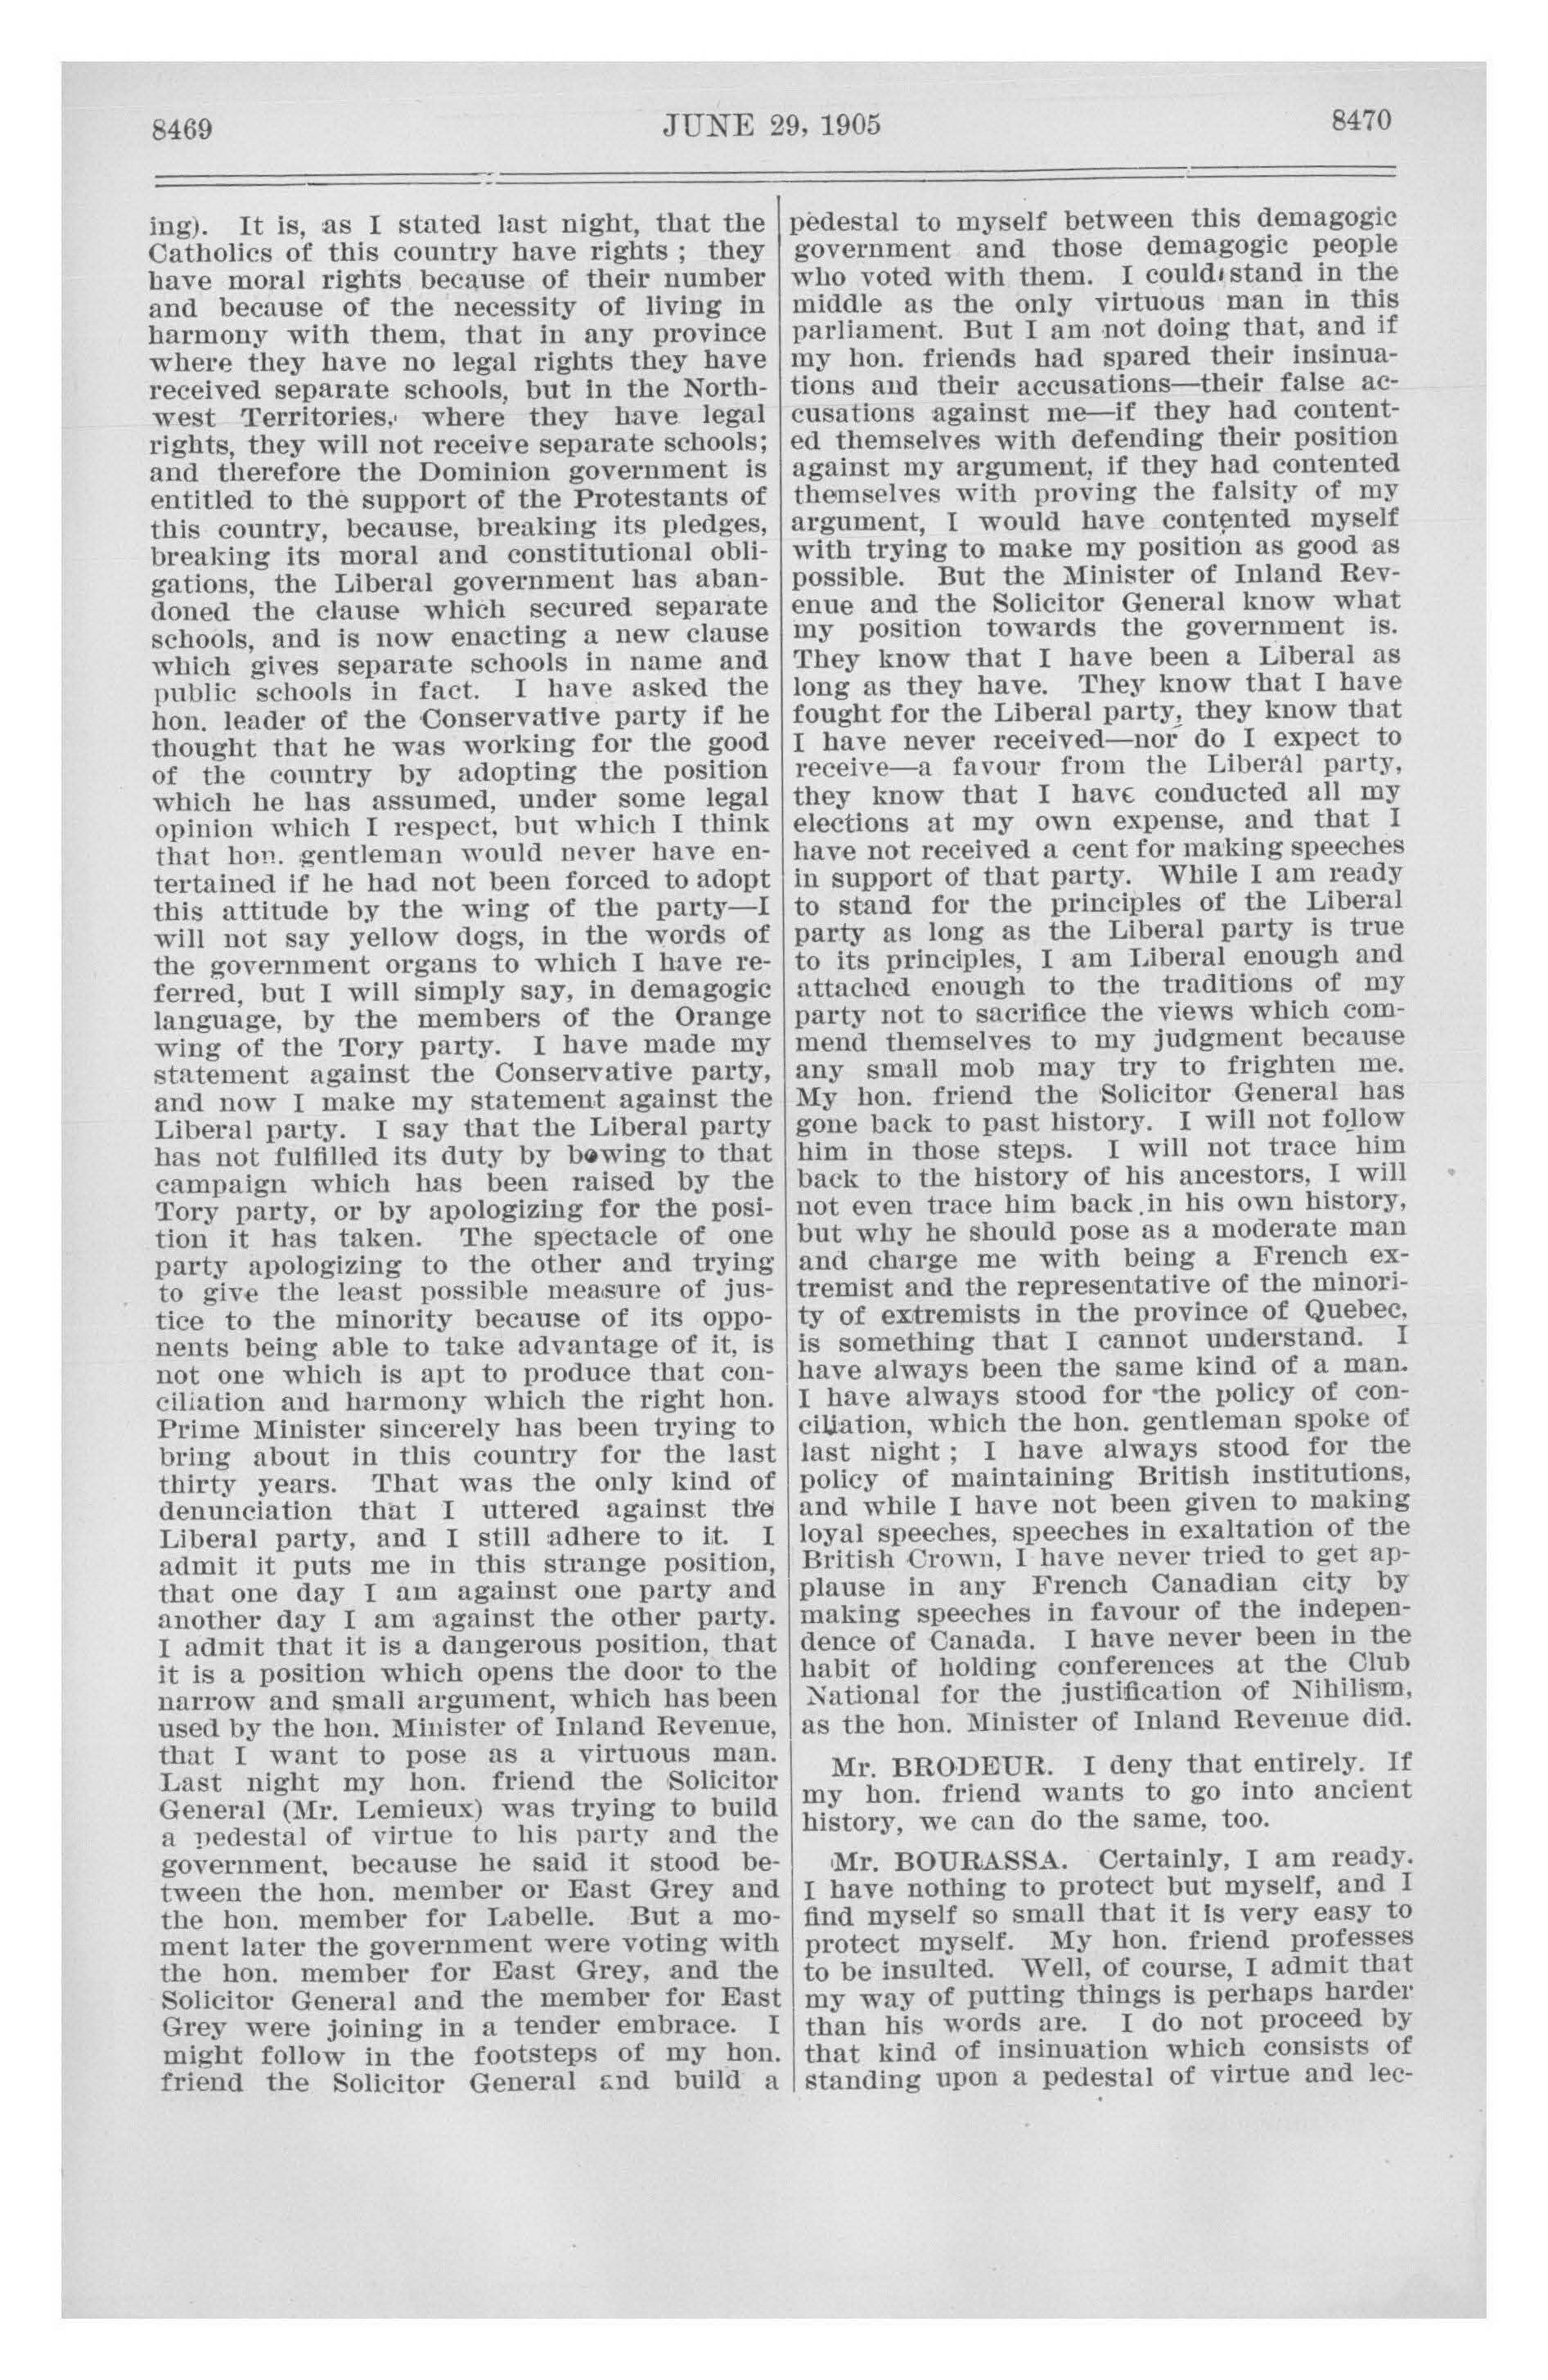 8469
JUNE 29, 1905
8470
ing). It is, as I stated last night, that the
Catholics of this country have rights ; they
have moral rights because of their number
and because of the necessity of living in
harmony with them, that in any province
where they have no legal rights they have
received separate schools, but in the North-
west Territories, where they have legal
rights, they will not receive separate schools;
and therefore the Dominion government is
entitled to the support of the Protestants of
this country, because, breaking its pledges,
breaking its moral and constitutional obli-
gations, the Liberal government has aban-
doned the clause which secured separate
schools, and is now enacting a new clause
which gives separate schools in name and
public schools in fact. I have asked the
hon. leader of the Conservative party if he
thought that he was working for the good
of the country by adopting the position
which he has assumed, under some legal
opinion which I respect, but which I think
that hon. gentleman would never have en-
tertained if he had not been forced to adopt
this attitude by the wing of the party—I
will not say yellow dogs, in the words of
the government organs to which I have re-
ferred, but I will simply say, in demagogic
language, by the members of the Orange
wing of the Tory party. I have made my
statement against the Conservative party,
and now I make my statement against the
Liberal party. I say that the Liberal party
has not fulfilled its duty by bowing to that
campaign which has been raised by the
Tory party, or by apologizing for the posi-
tion it has taken. The spectacle of one
party apologizing to the other and trying
to give the least possible measure of jus-
tice to the minority because of its oppo-
nents being able to take advantage of it, is
not one which is apt to produce that con-
ciliation and harmony which the right hon.
Prime Minister sincerely has been trying to
bring about in this country for the last
thirty years. That was the only kind of
denunciation that I uttered against the
Liberal party, and I still adhere to it. I
admit it puts me in this strange position,
that one day I am against one party and
another day I am against the other party.
I admit that it is a dangerous position, that
it is a position which opens the door to the
narrow and small argument, which has been
used by the hon. Minister of Inland Revenue,
that I want to pose as a virtuous man.
Last night my hon. friend the Solicitor
General (Mr. Lemieux) was trying to build
a pedestal of virtue to his party and the
government, because he said it stood be-
tween the hon. member or East Grey and
the hon. member for Labelle. But a mo-
ment later the government were voting with
the hon. member for East Grey, and the
Solicitor General and the member for East
Grey were joining in a tender embrace. I
might follow in the footsteps of my hon.
friend the Solicitor General and build a
pedestal to myself between this demagogic
government and those demagogic people
who voted with them. I could stand in the
middle as the only virtuous man in this
parliament. But I am not doing that, and if
my hon. friends had spared their insinua-
tions and their accusations—their false ac-
cusations against me—if they had content-
ed themselves with defending their position
against my argument, if they had contented
themselves with proving the falsity of my
argument, I would have contented myself
with trying to make my position as good as
possible. But the Minister of Inland Rev-
enue and the Solicitor General know what
my position towards the government is.
They know that I have been a Liberal as
long as they have. They know that I have
fought for the Liberal party, they know that
I have never received—nor do I expect to
receive—a favour from the Liberal party,
they know that I have conducted all my
elections at my own expense, and that I
have not received a cent for making speeches
in support of that party. While I am ready
to stand for the principles of the Liberal
party as long as the Liberal party is true
to its principles, I am Liberal enough and
attached enough to the traditions of my
party not to sacrifice the views which com-
mend themselves to my judgment because
any small mob may try to frighten me.
My hon. friend the Solicitor General has
gone back to past history. I will not follow
him in those steps. I will not trace him
back to the history of his ancestors, I will
not even trace him back in his own history,
but why he should pose as a moderate man
and charge me with being a French ex-
tremist and the representative of the minori-
ty of extremists in the province of Quebec,
is something that I cannot understand. I
have always been the same kind of a man.
I have always stood for the policy of con-
ciliation, which the hon. gentleman spoke of
last night ; I have always stood for the
policy of maintaining British institutions,
and while I have not been given to making
loyal speeches, speeches in exaltation of the
British Crown, I have never tried to get ap-
plause in any French Canadian city by
making speeches in favour of the indepen-
dence of Canada. I have never been in the
habit of holding conferences at the Club
National for the justification of Nihilism,
as the hon. Minister of Inland Revenue did.
Mr. BRODEUR. I deny that entirely. If
my hon. friend wants to go into ancient
history, we can do the same, too.
Mr. BOURASSA. Certainly, I am ready.
I have nothing to protect but myself, and I
find myself so small that it is very easy to
protect myself. My hon. friend professes
to be insulted. Well, of course, I admit that
my way of putting things is perhaps harder
than his words are. I do not proceed by
that kind of insinuation which consists of
standing upon a pedestal of virtue and lec-